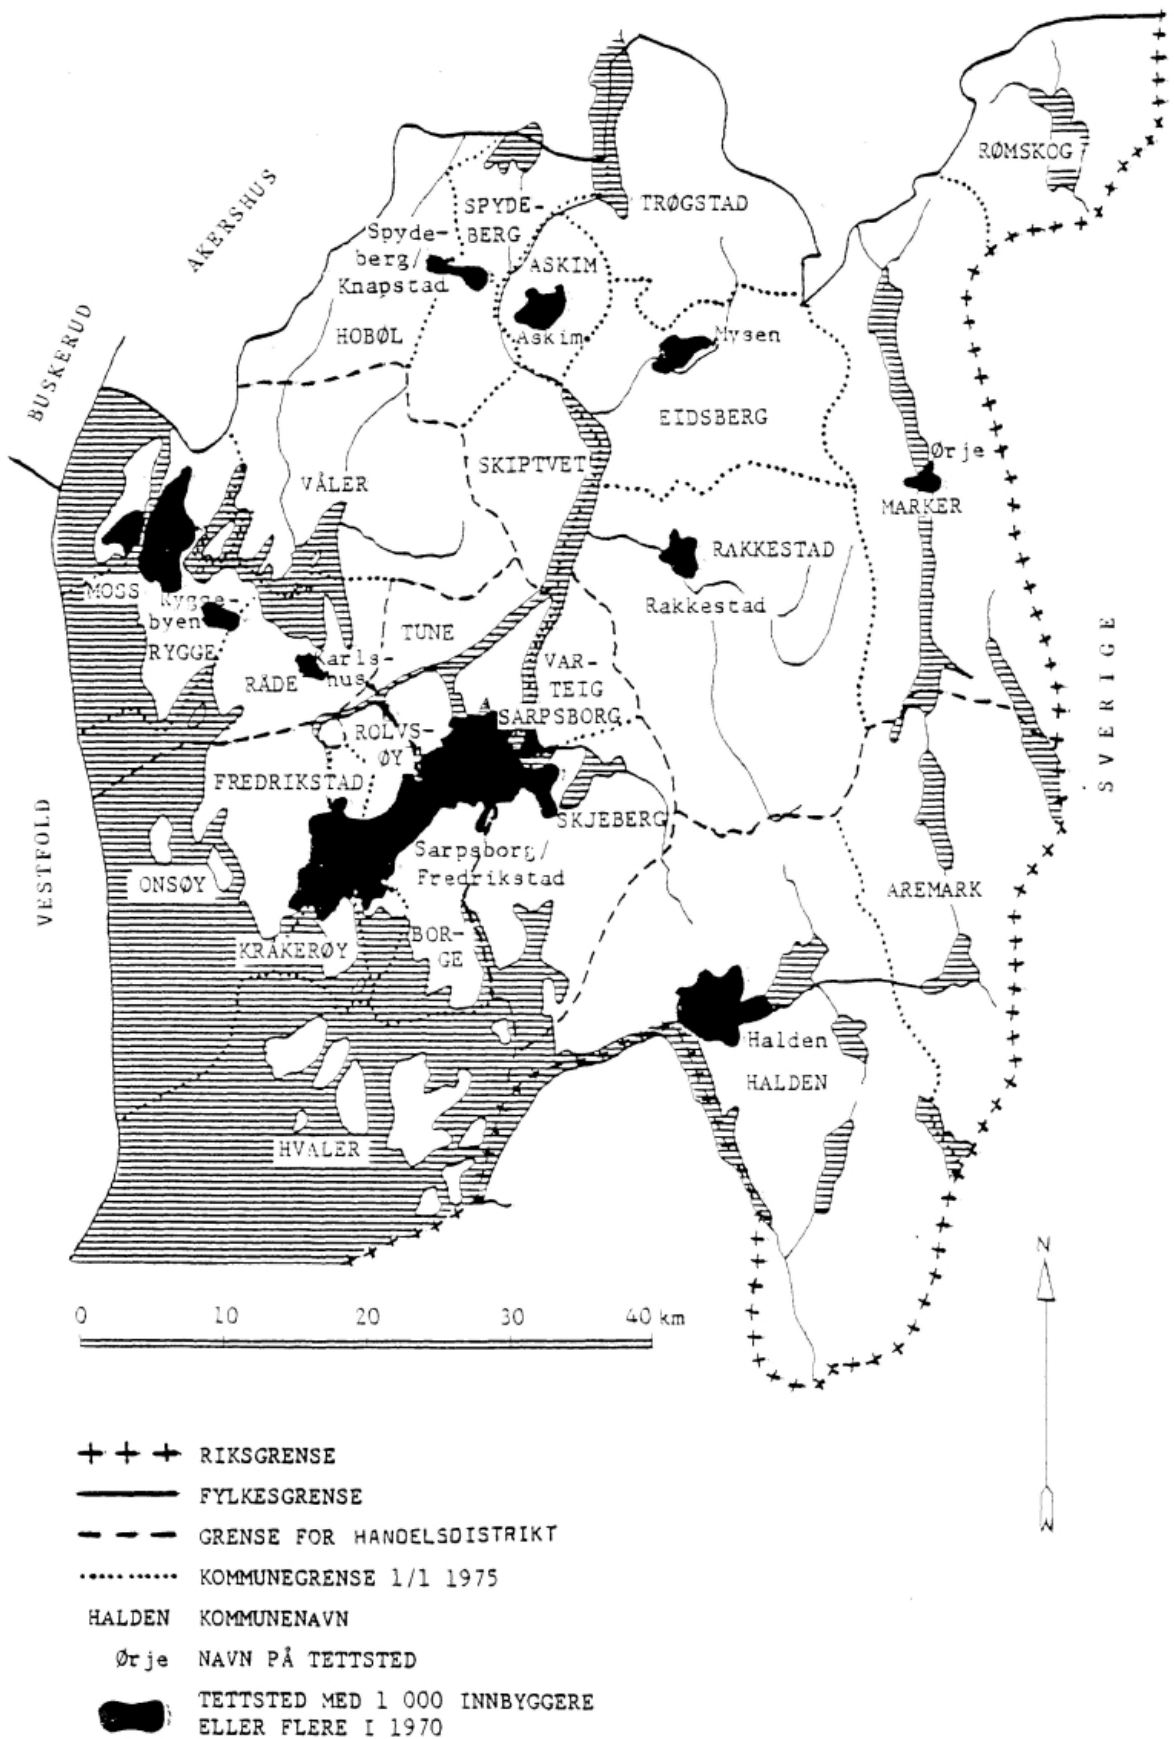 RØMSKOG
AKERSHUS
SPYDE-
BERG
TRØGSTAD
Spyde-
berg/
Knapstad
ASKIM
Askim
HOBØL
Mysen
BUSKERUD
EIDSBERG
Ørje
SKIPTVET
VÅLER
MARKER
RAKKESTAD
Rakkestad
MOSS
Rygge-
byen
RYGGE
TUNE
VAR-
TEIG
Karls-
hus
RÅDE
SARPSBORG
ROLVS-
ØY
FREDRIKSTAD
SVERIGE
SKJEBERG
VESTFOLD
Sarpsborg/
Fredrikstad
ONSØY
AREMARK
KRÅKERØY
BOR-
GE
Halden
HALDEN
HVALER
N
0 10 20 30 40 km
RIKSGRENSE
FYLKESGRENSE
GRENSE FOR HANDELSDISTRIKT
KOMMUNEGRENSE 1/1 1975
HALDEN KOMMUNENAVN
Ørje NAVN PÅ TETTSTED
TETTSTED MED 1 000 INNBYGGERE
ELLER FLERE I 1970